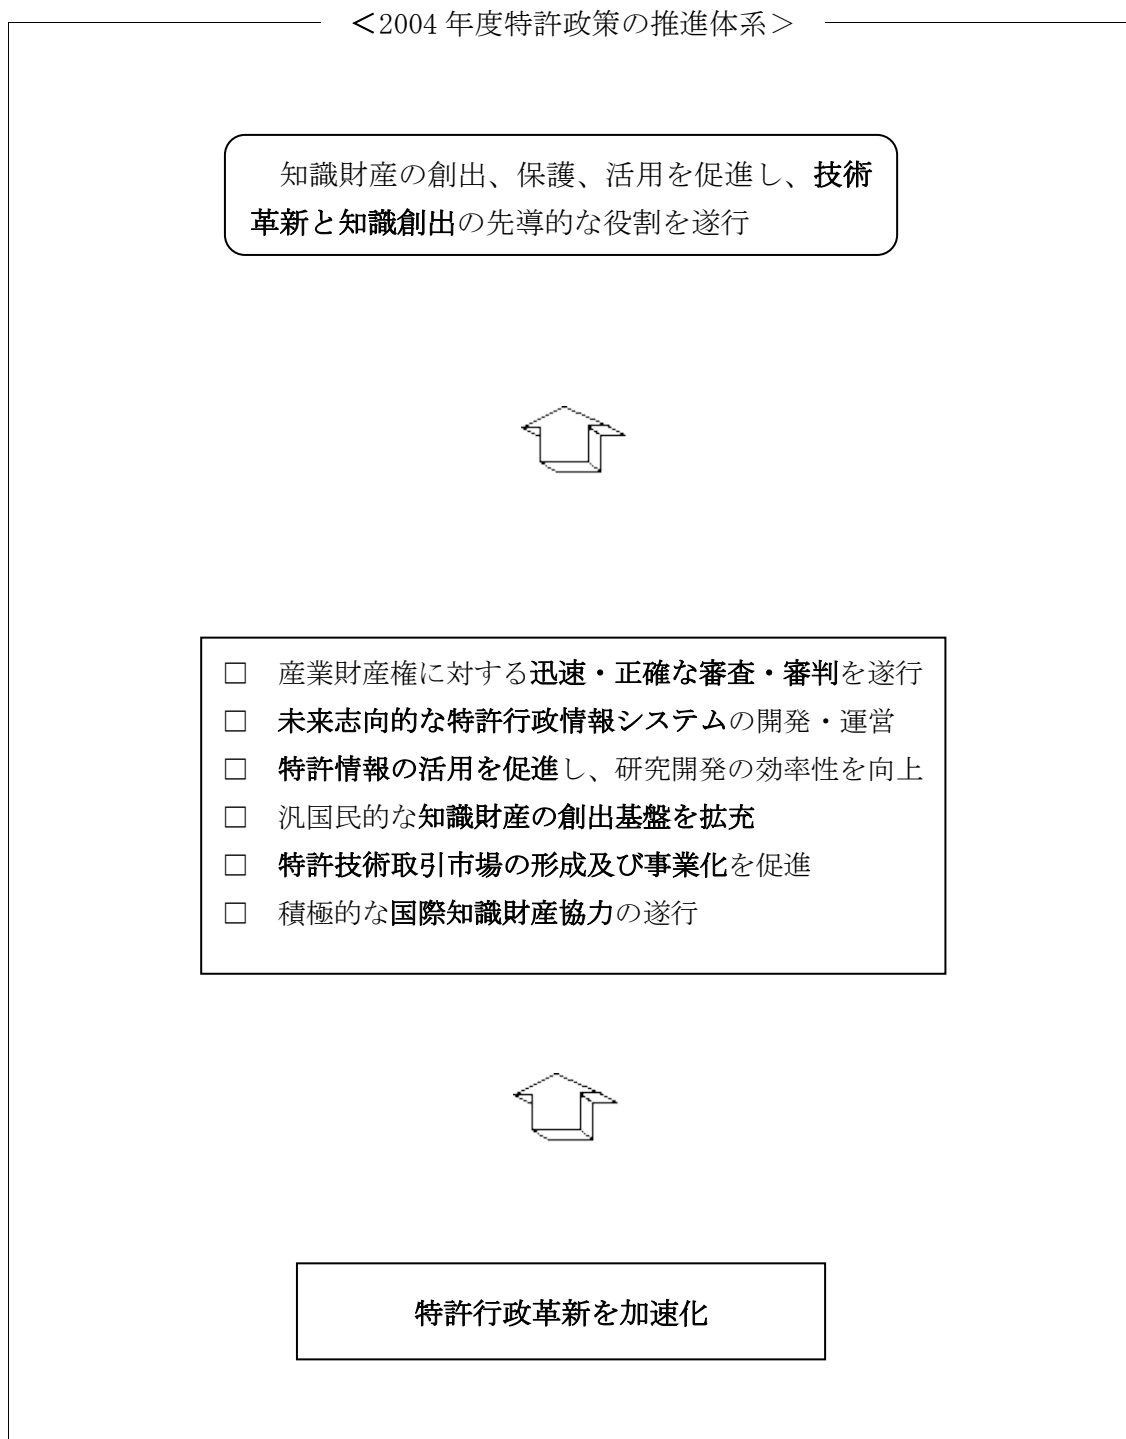 ＜2004 年度特許政策の推進体系＞
知識財産の創出、保護、活用を促進し、技術
革新と知識創出の先導的な役割を遂行
□ 産業財産権に対する迅速・正確な審査・審判を遂行
□ 未来志向的な特許行政情報システムの開発・運営
□ 特許情報の活用を促進し、研究開発の効率性を向上
□ 汎国民的な知識財産の創出基盤を拡充
□ 特許技術取引市場の形成及び事業化を促進
□ 積極的な国際知識財産協力の遂行
特許行政革新を加速化